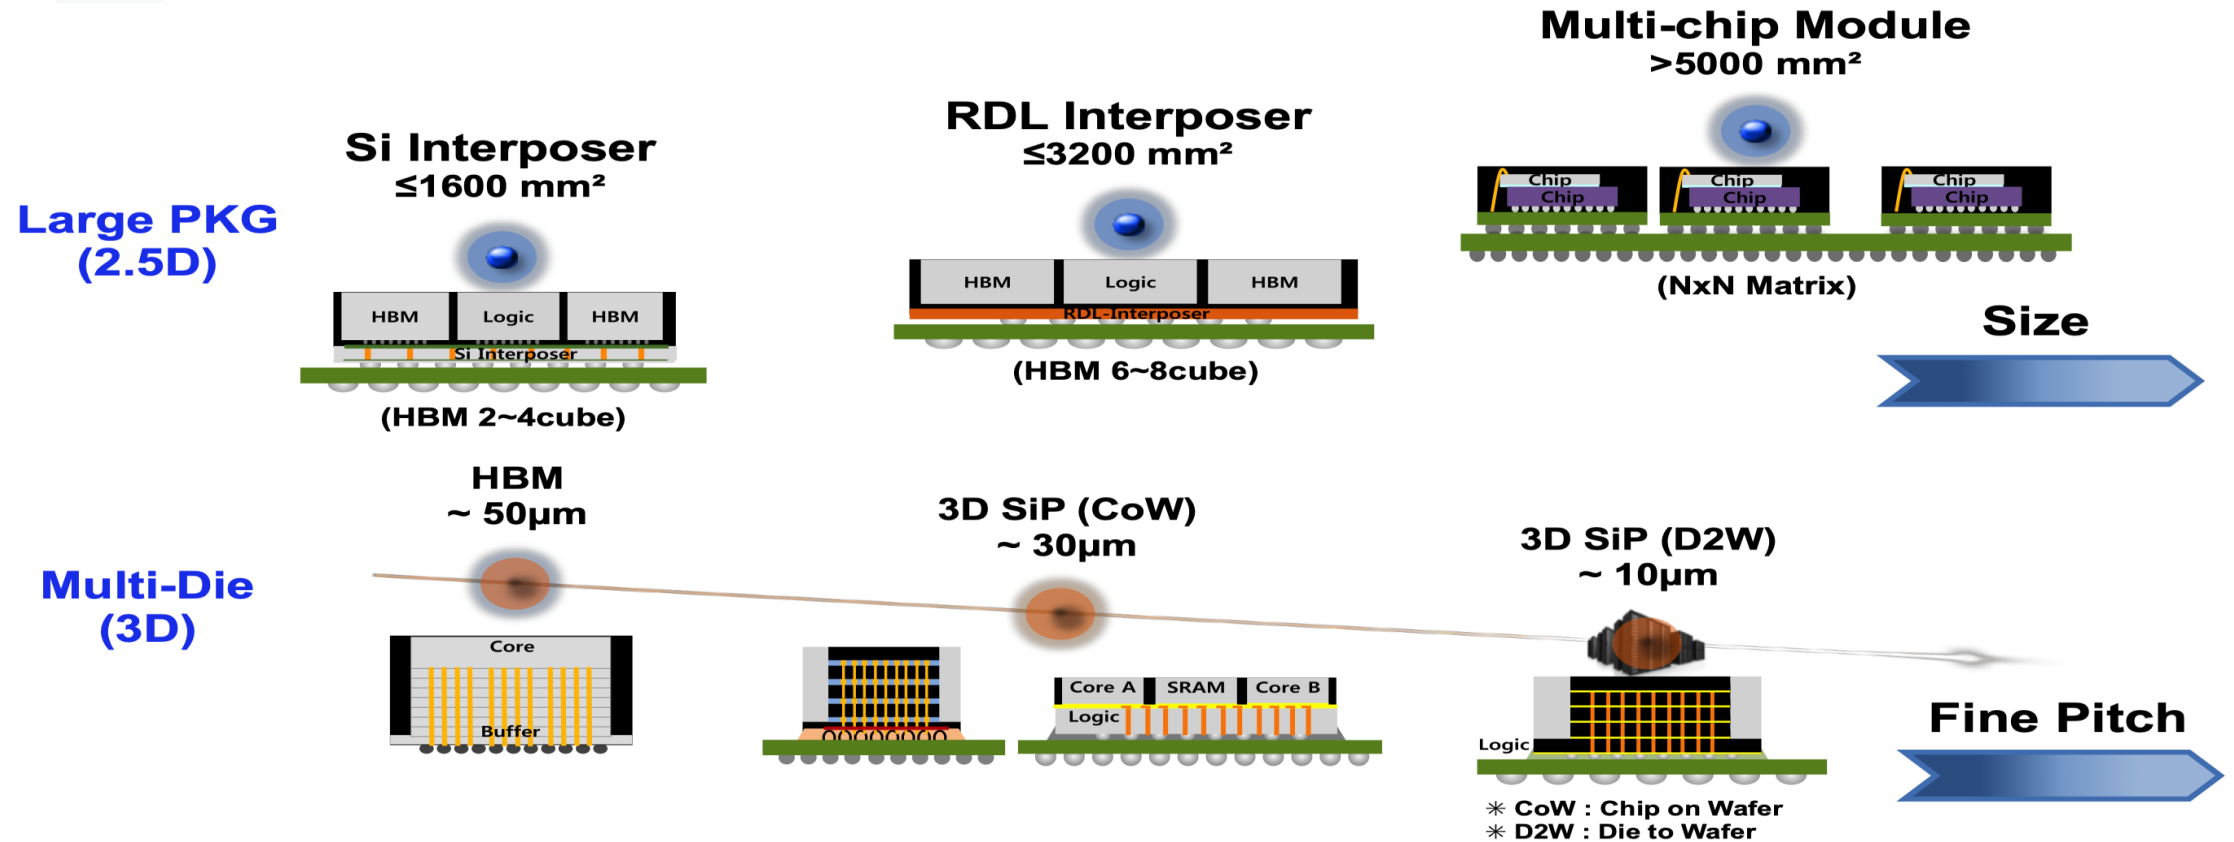 Multi-chip Module
>5000 mm²
RDL Interposer
≤3200 mm²
Si Interposer
≤1600 mm²
Large PKG
(2.5D)
HBM
Logic
HBM
Si Interposer
(HBM 2~4cube)
HBM
Logic
HBM
RDL-Interposer
(HBM 6~8cube)
Chip
Chip
Chip
Chip
Chip
Chip
(NxN Matrix)
Size
Multi-Die
(3D)
HBM
~ 50μm
Core
Buffer
3D SiP (CoW)
~ 30μm
Core A
SRAM
Core B
Logic
3D SiP (D2W)
~ 10μm
Logic
Fine Pitch
✳ CoW : Chip on Wafer
✳ D2W : Die to Wafer